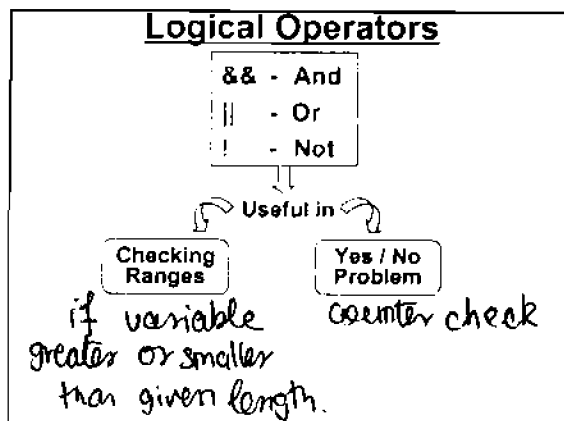 Logical Operators
&& - And
|| - Or
! - Not
Useful in
Checking Ranges
Yes / No Problem
if variable
greater or smaller
than given length.
counter check